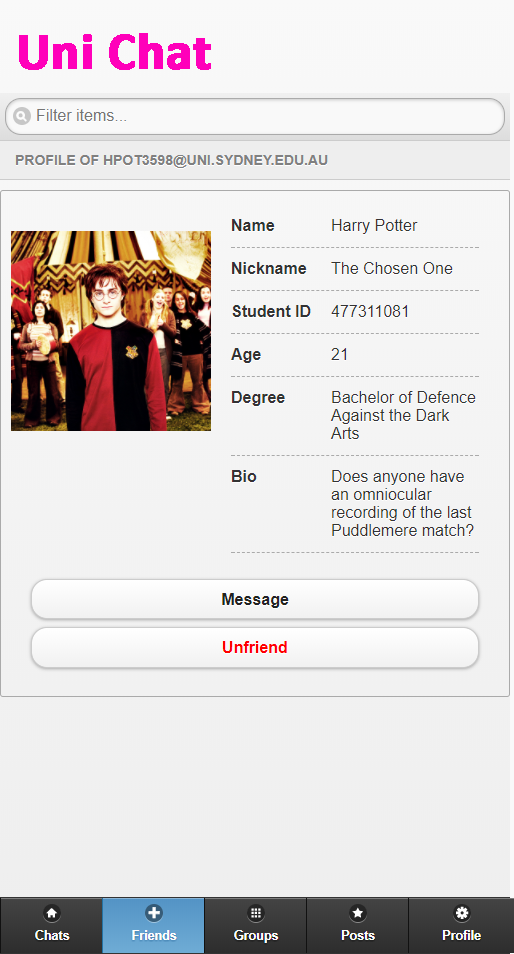 Uni Chat
Filter items...
PROFILE OF HPOT3598@UNI.SYDNEY.EDU.AU
Name Harry Potter
Nickname The Chosen One
Student ID 477311081
Age 21
Degree Bachelor of Defence
Against the Dark
Arts
Bio Does anyone have
an omniocular
recording of the last
Puddlemere match?
Message
Unfriend
Chats Friends Groups Posts Profile